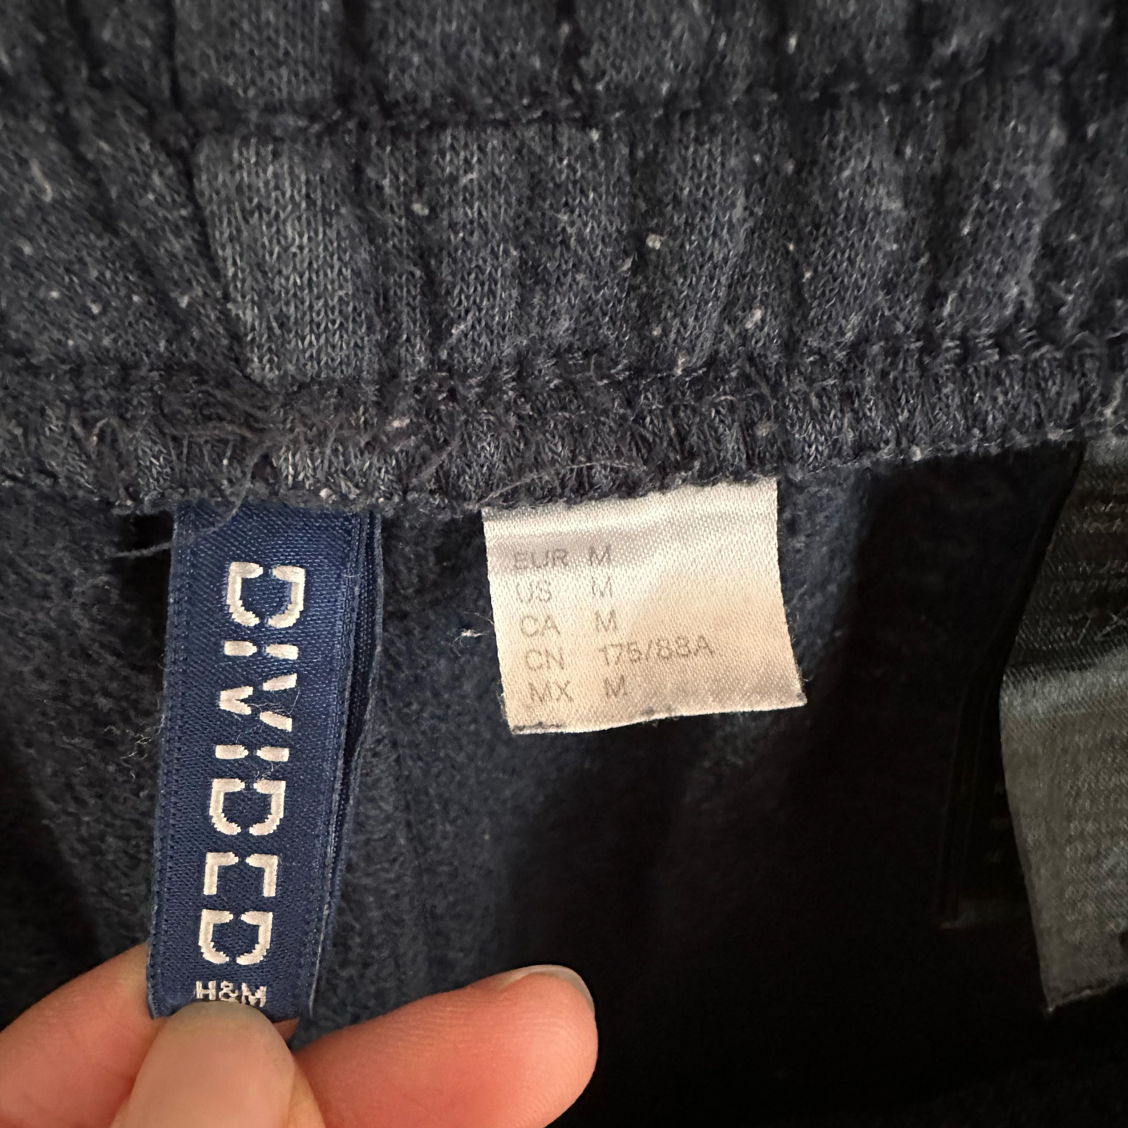 DIVIDED
H&M
EUR M
US M
CA M
CN 175/88A
MX M